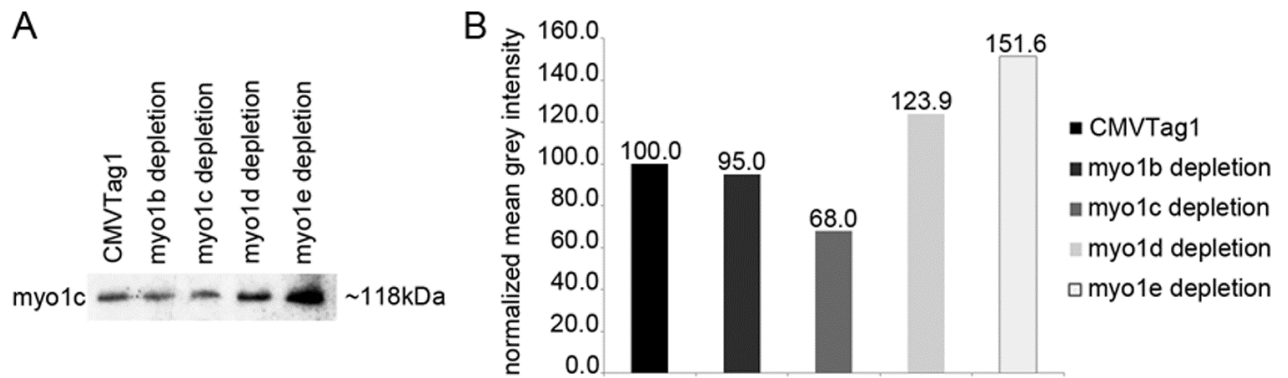 A
CMVTag1
myo1b depletion
myo1c depletion
myo1d depletion
myo1e depletion
myo1c
~118kDa
B
normalized mean grey intensity
160.0
140.0
120.0
100.0
80.0
60.0
40.0
20.0
0.0
100.0
95.0
68.0
123.9
151.6
CMVTag1
myo1b depletion
myo1c depletion
myo1d depletion
myo1e depletion